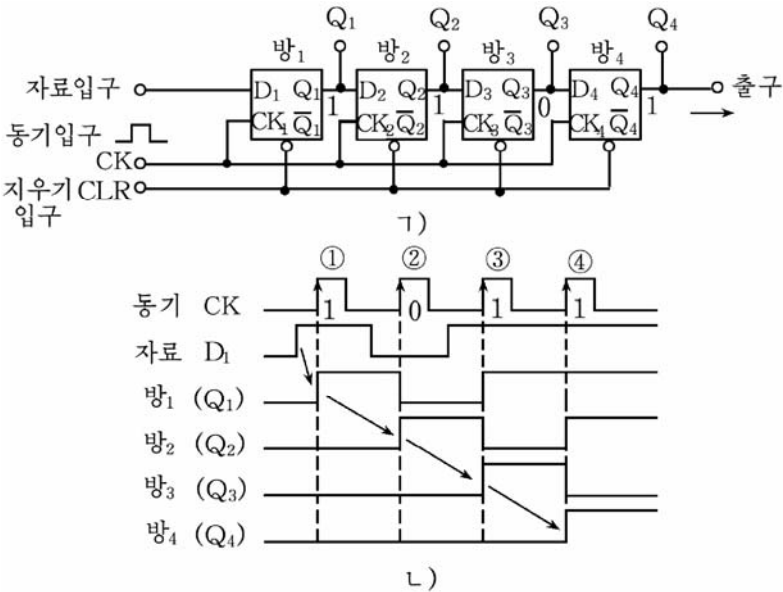 Q₁ Q₂ Q₃ Q₄
방₁ 방₂ 방₃ 방₄
자료입구 D₁ Q₁ D₂ Q₂ D₃ Q₃ D₄ Q₄ 출구
1 1 0 1
동기입구 CK₁ Q̅₁ CK₂ Q̅₂ CK₃ Q̅₃ CK₄ Q̅₄
CK
지우기 CLR
입구
ㄱ)
① ② ③ ④
동기 CK 1 0 1 1
자료 D₁
방₁ (Q₁)
방₂ (Q₂)
방₃ (Q₃)
방₄ (Q₄)
ㄴ)